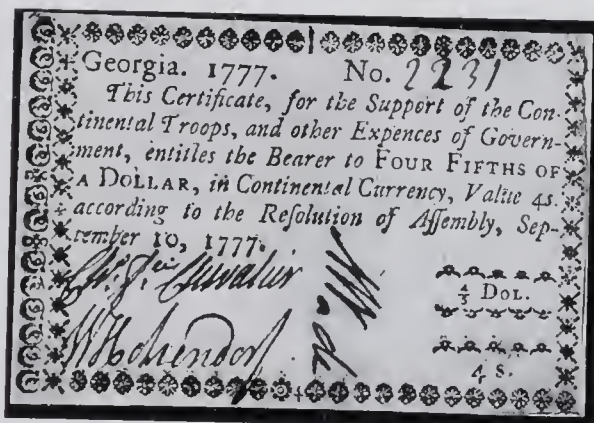 Georgia. 1777. No. 2231
This Certificate, for the Support of the Con-
tinental Troops, and other Expences of Govern-
ment, entitles the Bearer to FOUR FIFTHS OF
A DOLLAR, in Continental Currency, Value 4s.
according to the Reſolution of Aſſembly, Sep-
tember 10, 1777.
Chevalier
4/5 DOL.
4 s.